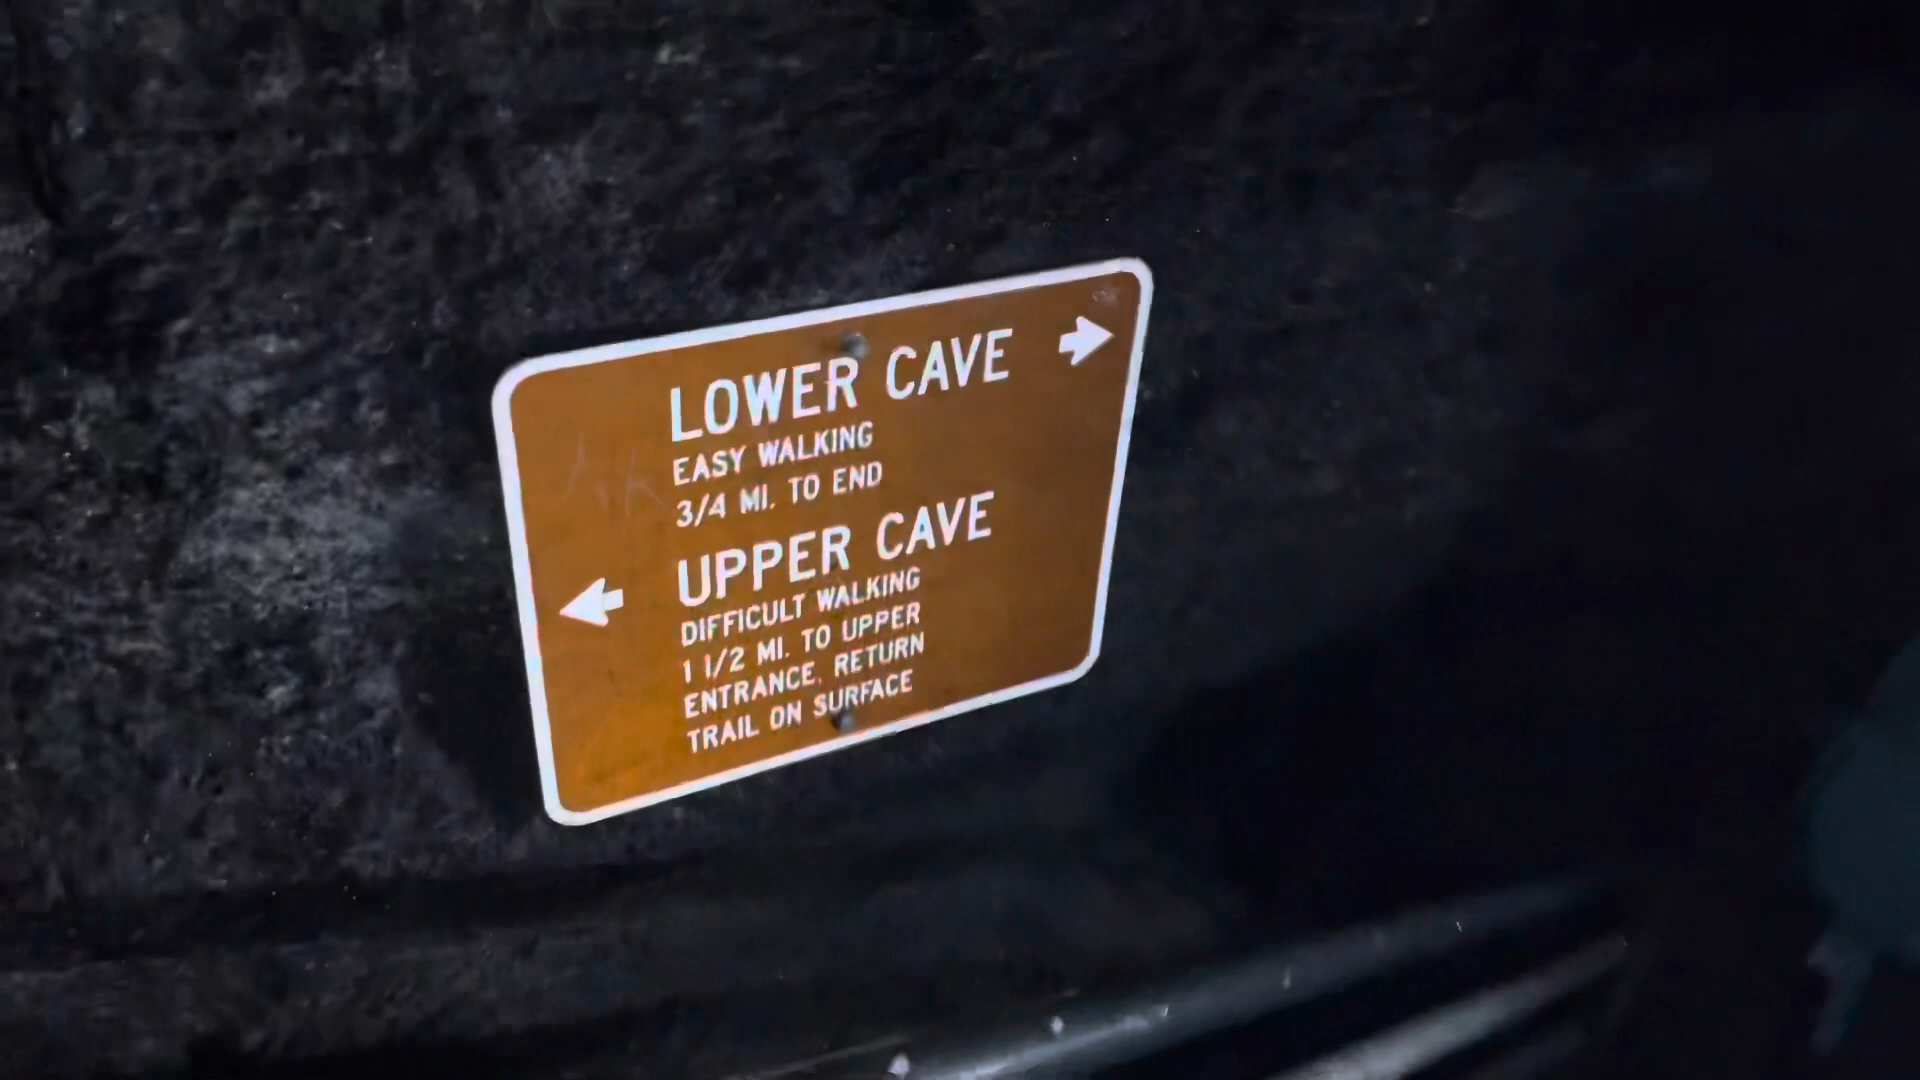 LOWER CAVE
EASY WALKING
3/4 MI. TO END
UPPER CAVE
DIFFICULT WALKING
1 1/2 MI. TO UPPER
ENTRANCE, RETURN
TRAIL ON SURFACE